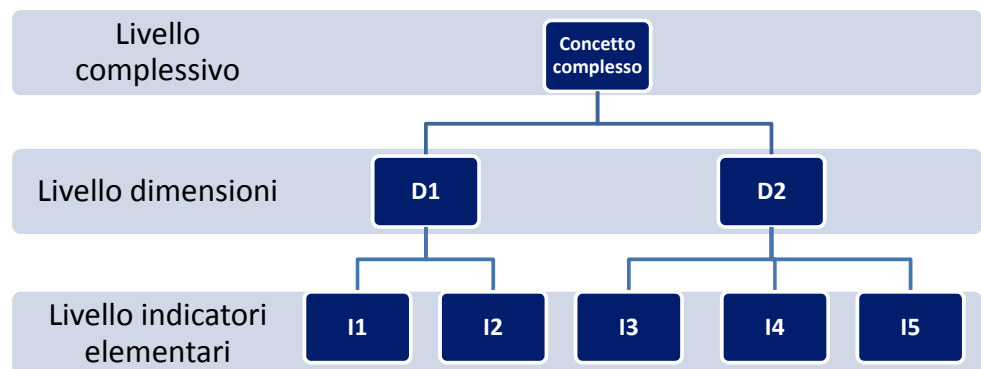 Livello
complessivo
Concetto
complesso
Livello dimensioni
D1
D2
Livello indicatori
elementari
I1
I2
I3
I4
I5